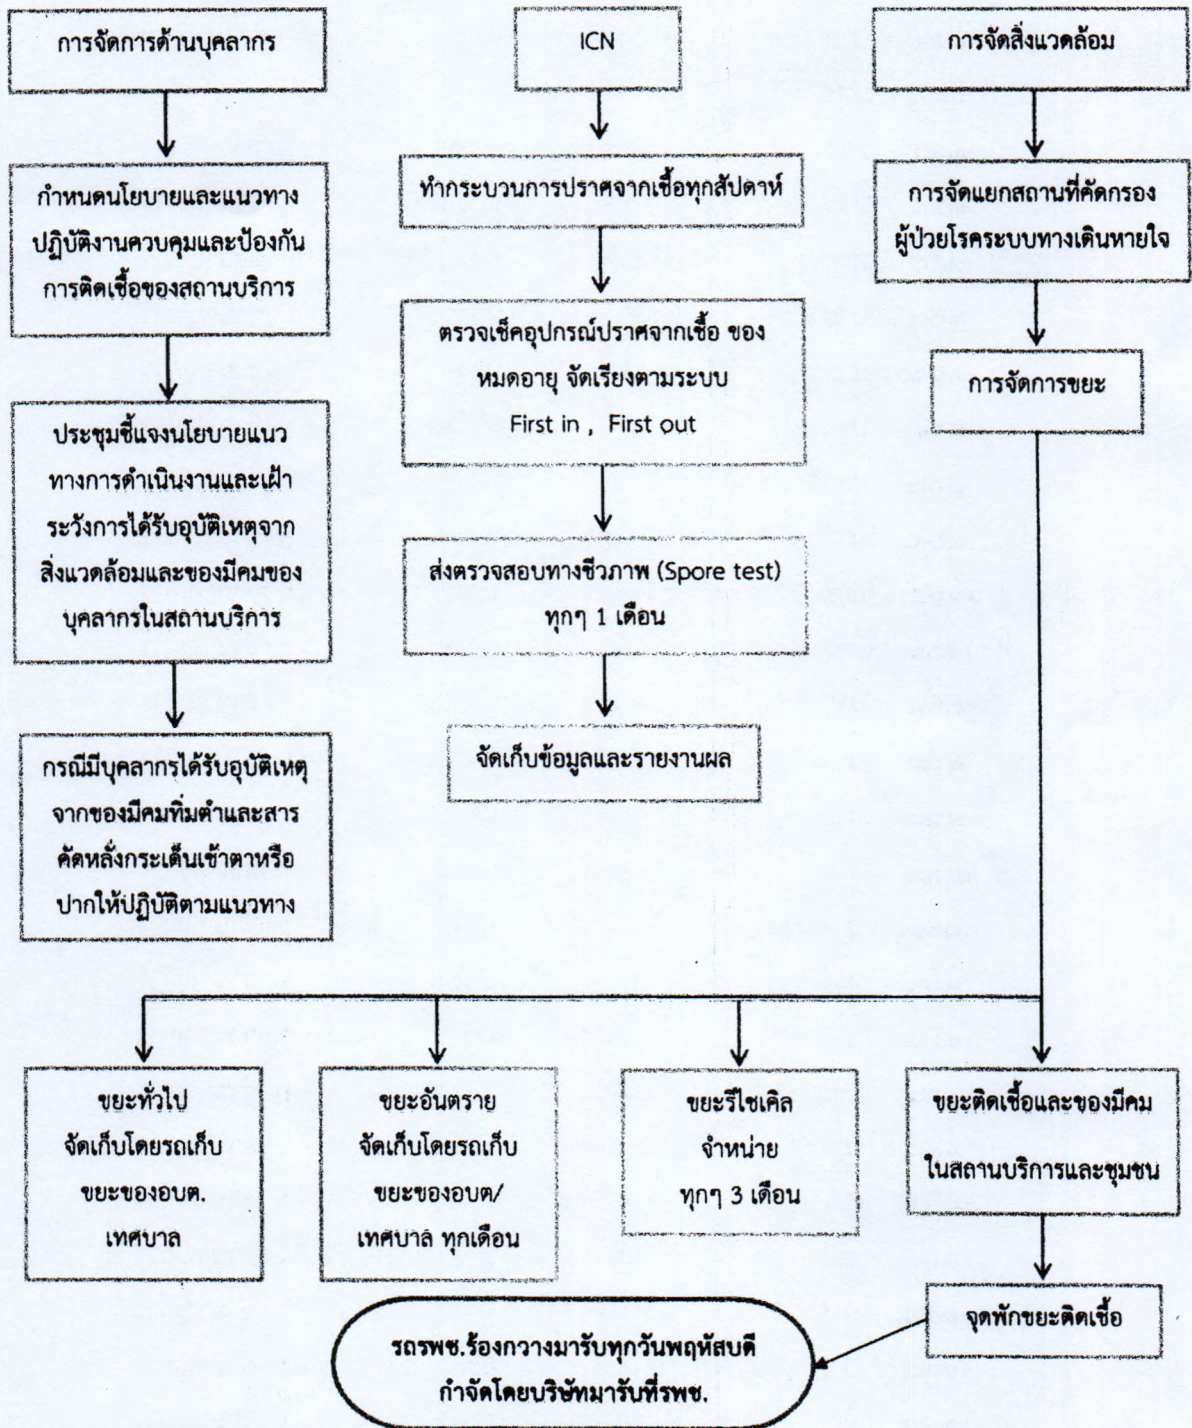 การจัดการด้านบุคลากร
กำหนดนโยบายและแนวทาง
ปฏิบัติงานควบคุมและป้องกัน
การติดเชื้อของสถานบริการ
ประชุมชี้แจงนโยบายแนว
ทางการดำเนินงานและเฝ้า
ระวังการได้รับอุบัติเหตุจาก
สิ่งแวดล้อมและของมีคมของ
บุคลากรในสถานบริการ
กรณีมีบุคลากรได้รับอุบัติเหตุ
จากของมีคมทิ่มตำและสาร
คัดหลั่งกระเด็นเข้าตาหรือ
ปากให้ปฏิบัติตามแนวทาง
ICN
ทำกระบวนการปราศจากเชื้อทุกสัปดาห์
ตรวจเช็คอุปกรณ์ปราศจากเชื้อ ของ
หมดอายุ จัดเรียงตามระบบ
First in , First out
ส่งตรวจสอบทางชีวภาพ (Spore test)
ทุกๆ 1 เดือน
จัดเก็บข้อมูลและรายงานผล
การจัดสิ่งแวดล้อม
การจัดแยกสถานที่คัดกรอง
ผู้ป่วยโรคระบบทางเดินหายใจ
การจัดการขยะ
ขยะทั่วไป
จัดเก็บโดยรถเก็บ
ขยะของอบต.
เทศบาล
ขยะอันตราย
จัดเก็บโดยรถเก็บ
ขยะของอบต/
เทศบาล ทุกเดือน
ขยะรีไซเคิล
จำหน่าย
ทุกๆ 3 เดือน
ขยะติดเชื้อและของมีคม
ในสถานบริการและชุมชน
จุดพักขยะติดเชื้อ
รถรพช.ร้องกวางมารับทุกวันพฤหัสบดี
กำจัดโดยบริษัทมารับที่รพช.